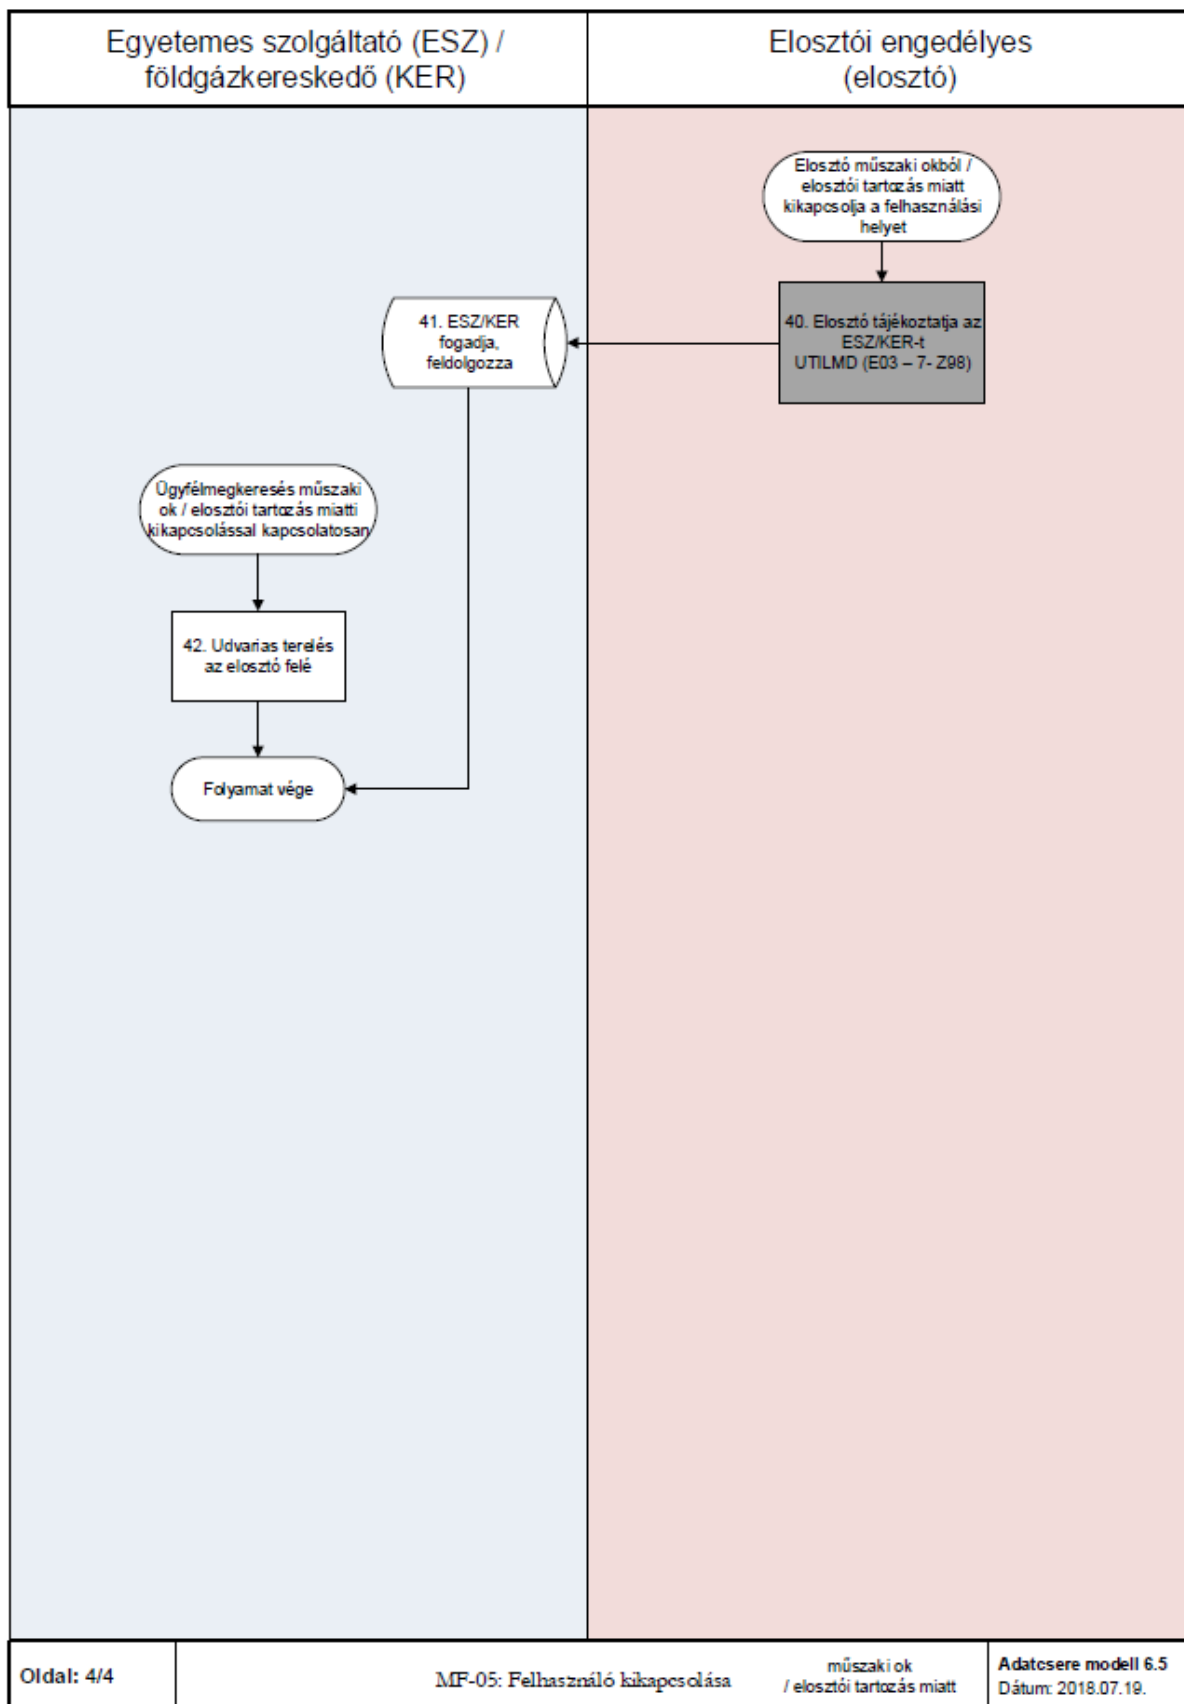 Egyetemes szolgáltató (ESZ) /
földgázkereskedő (KER)
Elosztói engedélyes
(elosztó)
Elosztó műszaki okból /
elosztói tartozás miatt
kikapcsolja a felhasználási
helyet
40. Elosztó tájékoztatja az
ESZ/KER-t
UTILMD (E03 – 7- Z98)
41. ESZ/KER
fogadja,
feldolgozza
Ügyfélmegkeresés műszaki
ok / elosztói tartozás miatti
kikapcsolással kapcsolatosan
42. Udvarias terelés
az elosztó felé
Folyamat vége
Oldal: 4/4
MF-05: Felhasználó kikapcsolása
műszaki ok
/ elosztói tartozás miatt
Adatcsere modell 6.5
Dátum: 2018.07.19.